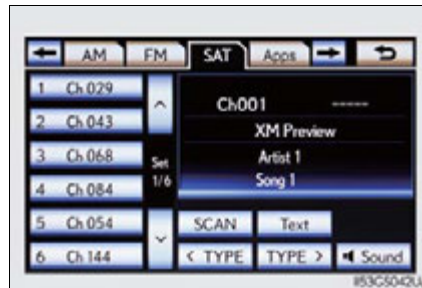 AM FM SAT Apps
1 Ch 029
2 Ch 043
3 Ch 068
4 Ch 084
5 Ch 054
6 Ch 144
Set
1/6
Ch001 -----
XM Preview
Artist 1
Song 1
SCAN Text
< TYPE TYPE > Sound
I53CS042U